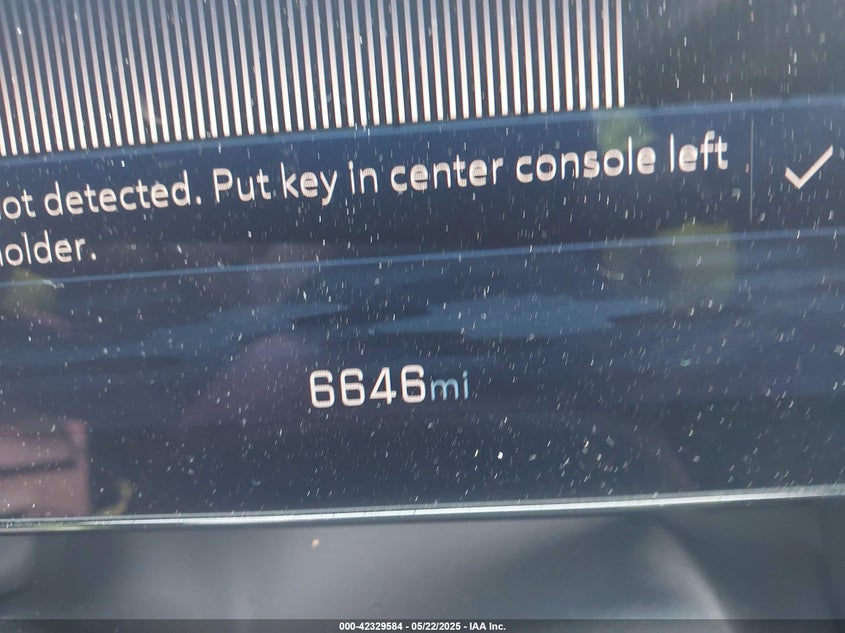 ot detected. Put key in center console left
older.
6646mi
000-42329584 - 05/22/2025 - IAA Inc.